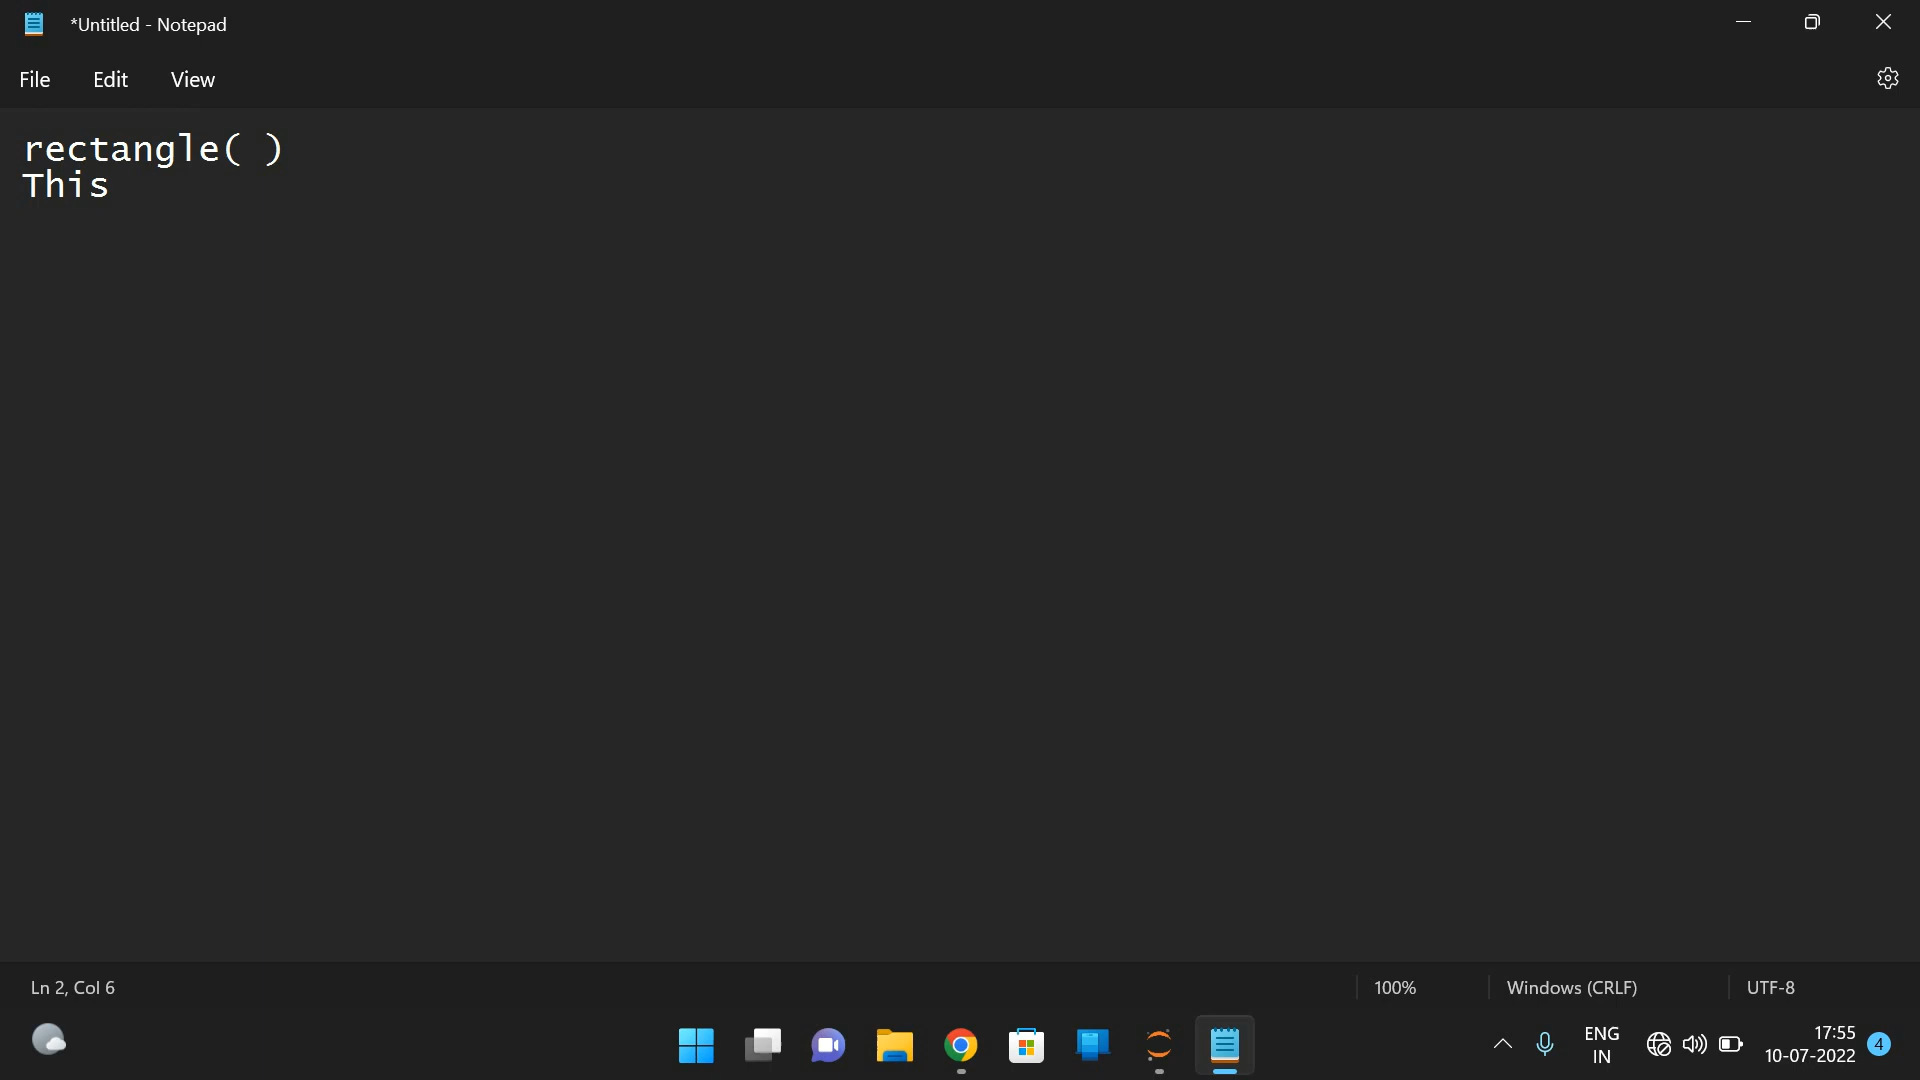 *Untitled - Notepad
File Edit View
rectangle( )
This
Ln 2, Col 6 100% Windows (CRLF) UTF-8
ENG 17:55
IN 10-07-2022 4